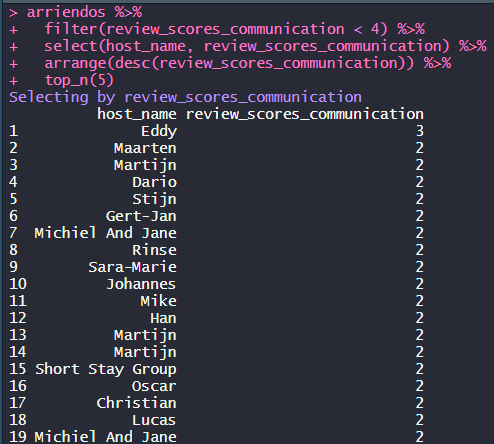 > arriendos %>%
+   filter(review_scores_communication < 4) %>%
+   select(host_name, review_scores_communication) %>%
+   arrange(desc(review_scores_communication)) %>%
+   top_n(5)
Selecting by review_scores_communication
           host_name review_scores_communication
1               Eddy                           3
2            Maarten                           2
3            Martijn                           2
4              Dario                           2
5              Stijn                           2
6           Gert-Jan                           2
7   Michiel And Jane                           2
8              Rinse                           2
9         Sara-Marie                           2
10          Johannes                           2
11              Mike                           2
12               Han                           2
13           Martijn                           2
14           Martijn                           2
15  Short Stay Group                           2
16             Oscar                           2
17         Christian                           2
18             Lucas                           2
19  Michiel And Jane                           2